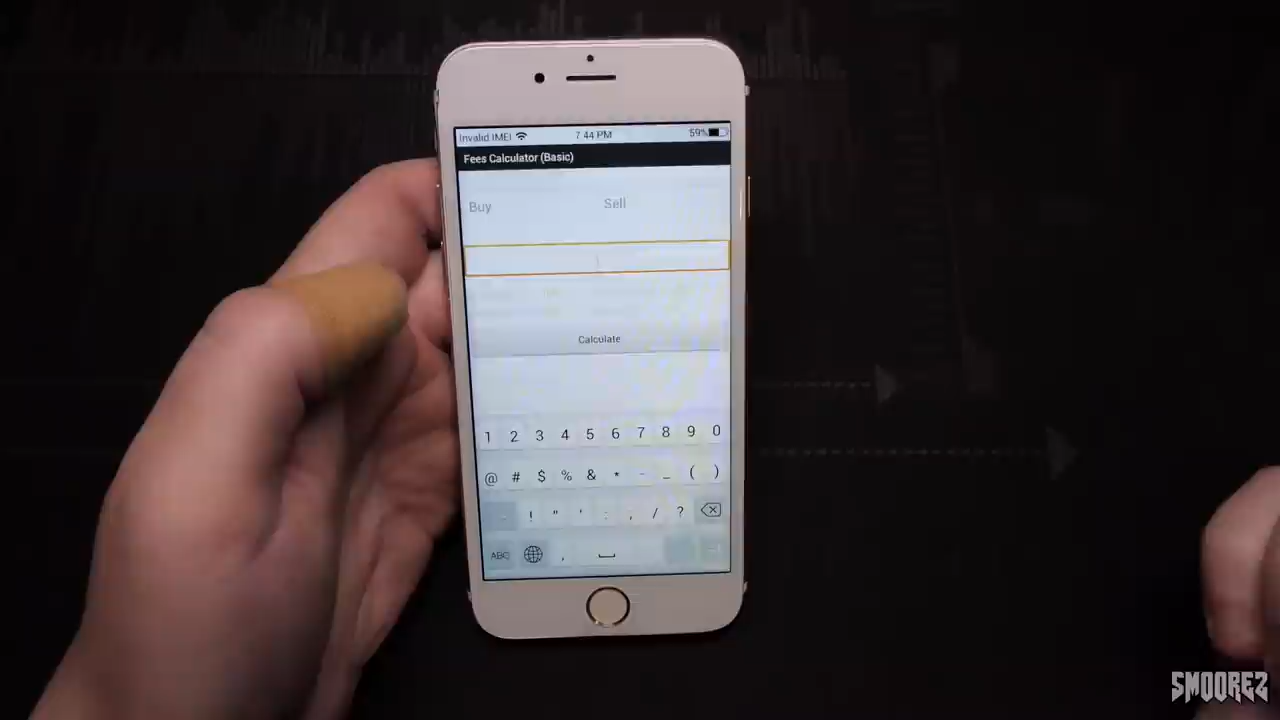 Invalid IMEI 7:44 PM 59%
Fees Calculator (Basic)
Buy Sell
Calculate
1 2 3 4 5 6 7 8 9 0
@ # $ % & * - _ ( )
! " ' : ; / ?
ABC ,
SMOOREZ